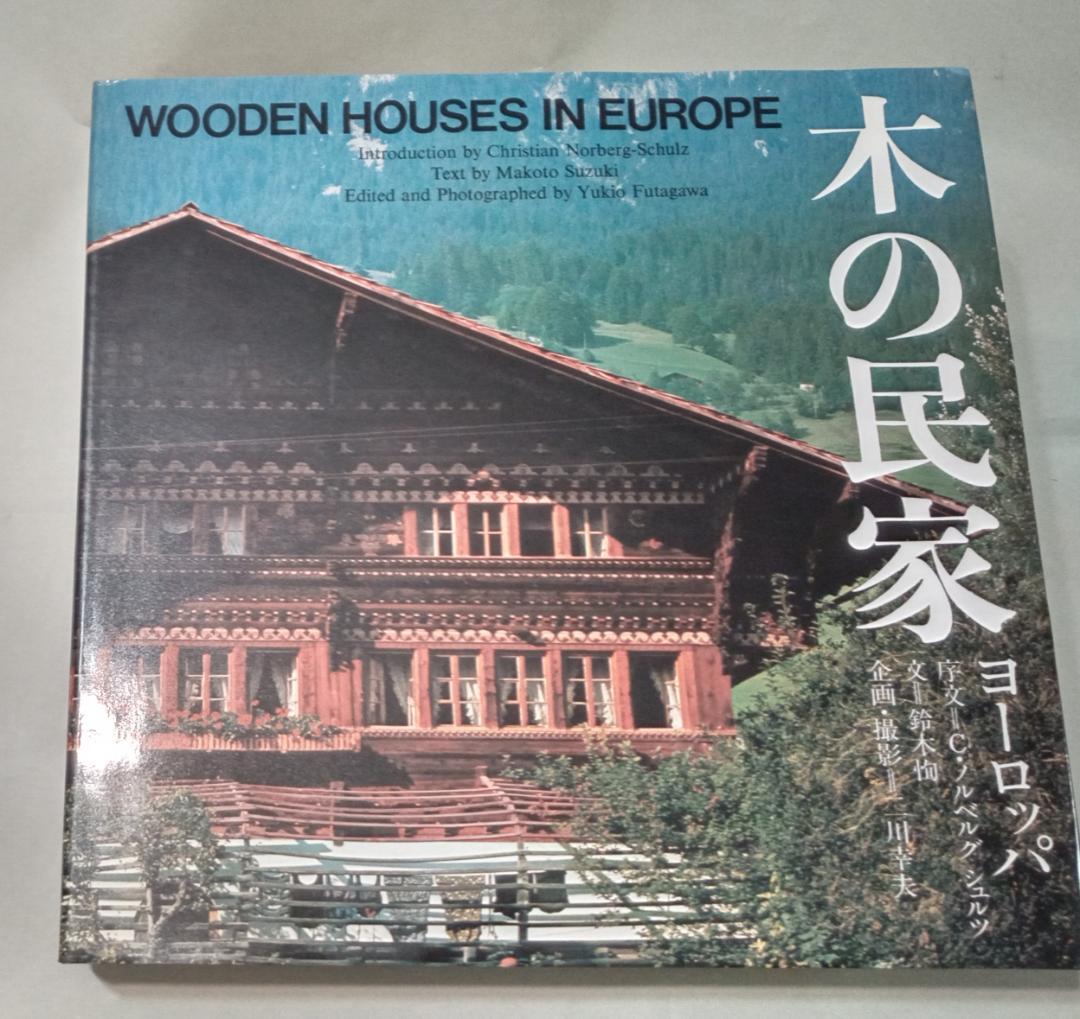 WOODEN HOUSES IN EUROPE
Introduction by Christian Norberg-Schulz
Text by Makoto Suzuki
Edited and Photographed by Yukio Futagawa
木の民家
ヨーロッパ
序文=C・ノルベルグ シュルツ
文=鈴木恂
企画・撮影=二川幸夫